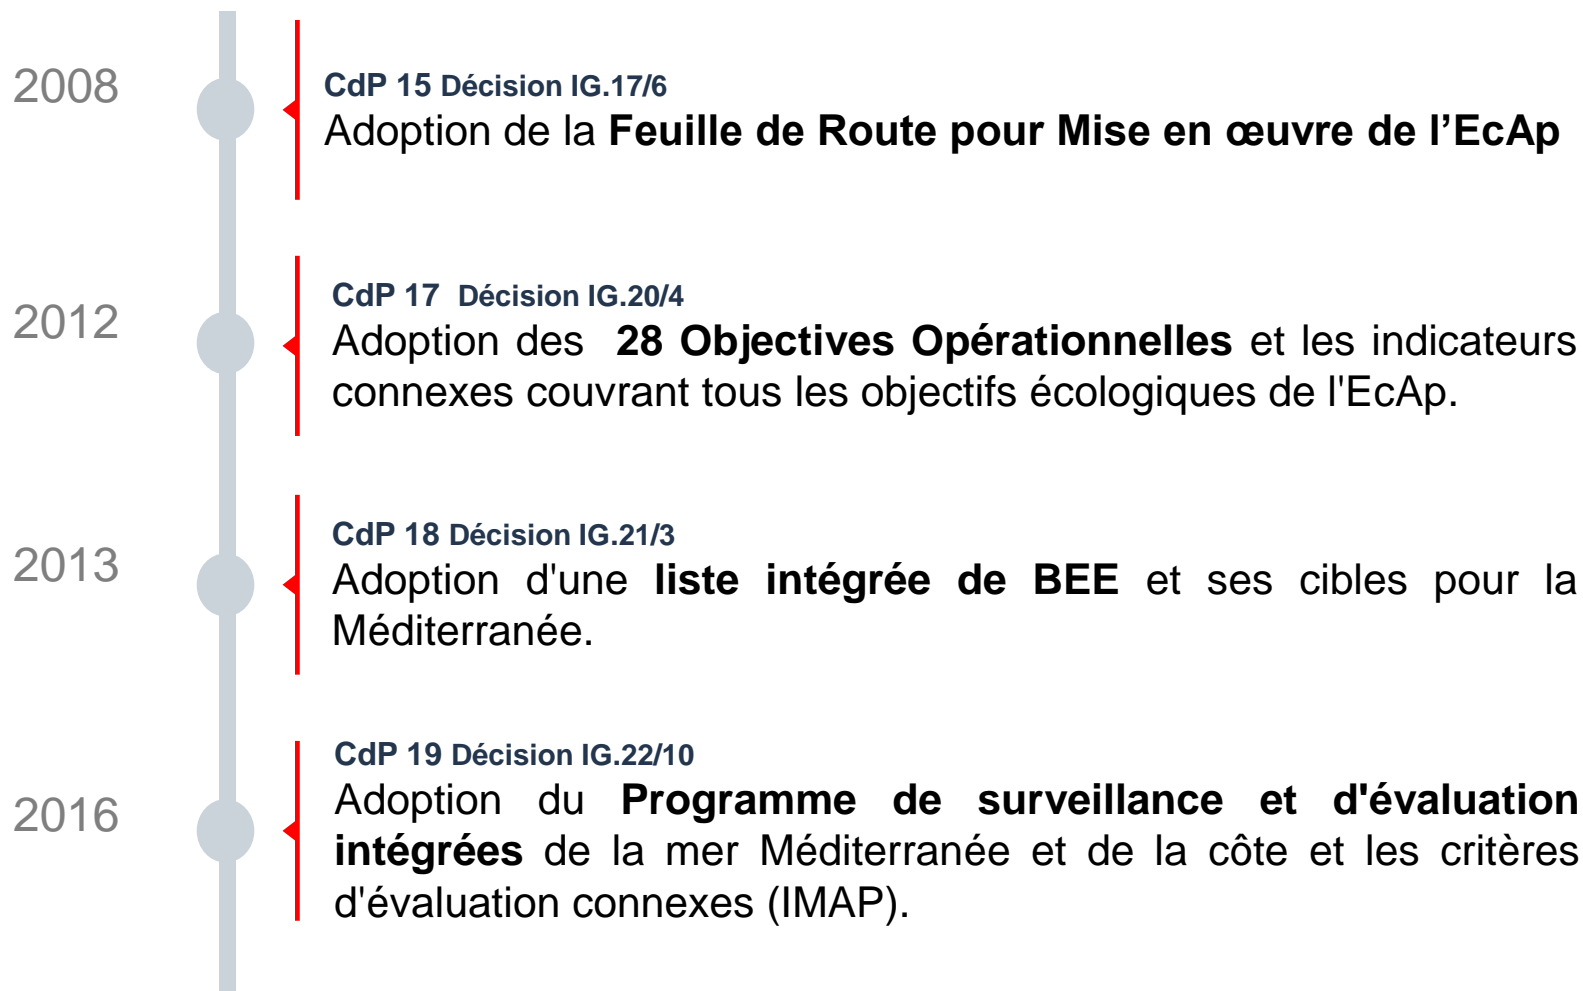 2008
CdP 15 Décision IG.17/6
Adoption de la Feuille de Route pour Mise en œuvre de l’EcAp
2012
CdP 17 Décision IG.20/4
Adoption des 28 Objectives Opérationnelles et les indicateurs
connexes couvrant tous les objectifs écologiques de l'EcAp.
2013
CdP 18 Décision IG.21/3
Adoption d'une liste intégrée de BEE et ses cibles pour la
Méditerranée.
2016
CdP 19 Décision IG.22/10
Adoption du Programme de surveillance et d'évaluation
intégrées de la mer Méditerranée et de la côte et les critères
d'évaluation connexes (IMAP).